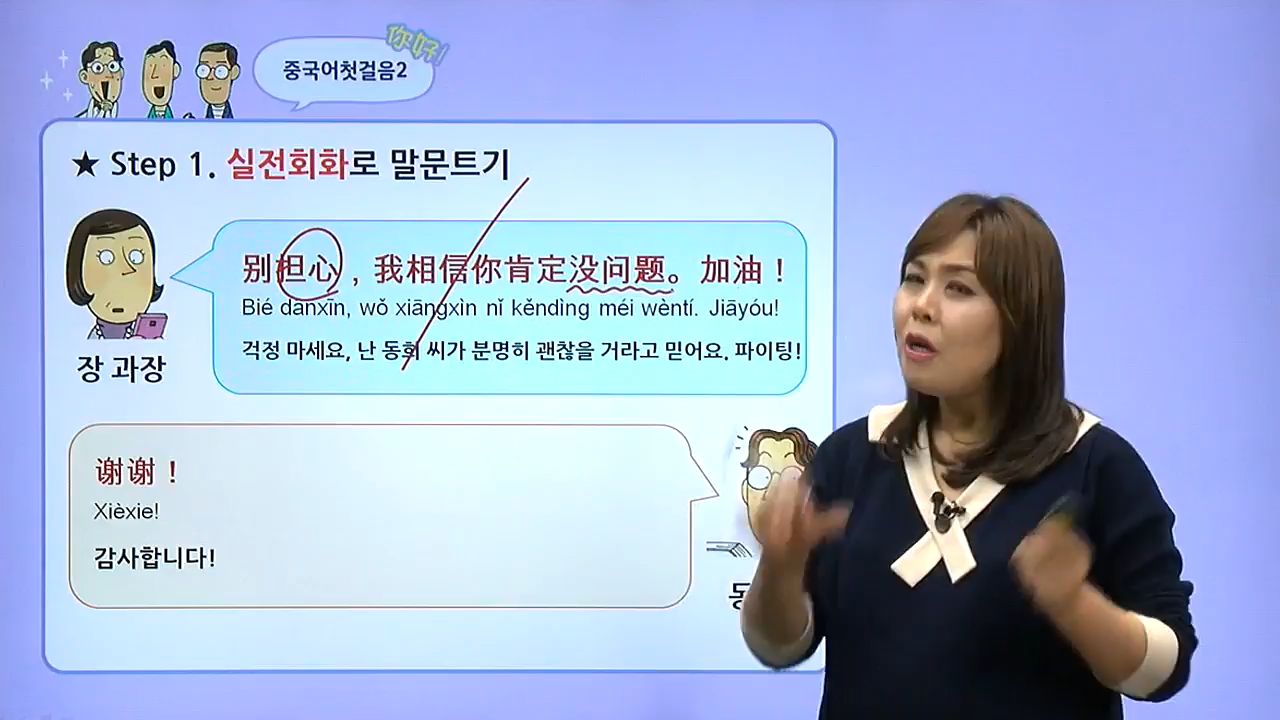 你好!
중국어첫걸음2
★ Step 1. 실전회화로 말문트기
别担心，我相信你肯定没问题。加油！
Bié dānxīn, wǒ xiāngxìn nǐ kěndìng méi wèntí. Jiāyóu!
걱정 마세요, 난 동희 씨가 분명히 괜찮을 거라고 믿어요. 파이팅!
장 과장
谢谢！
Xièxie!
감사합니다!
동